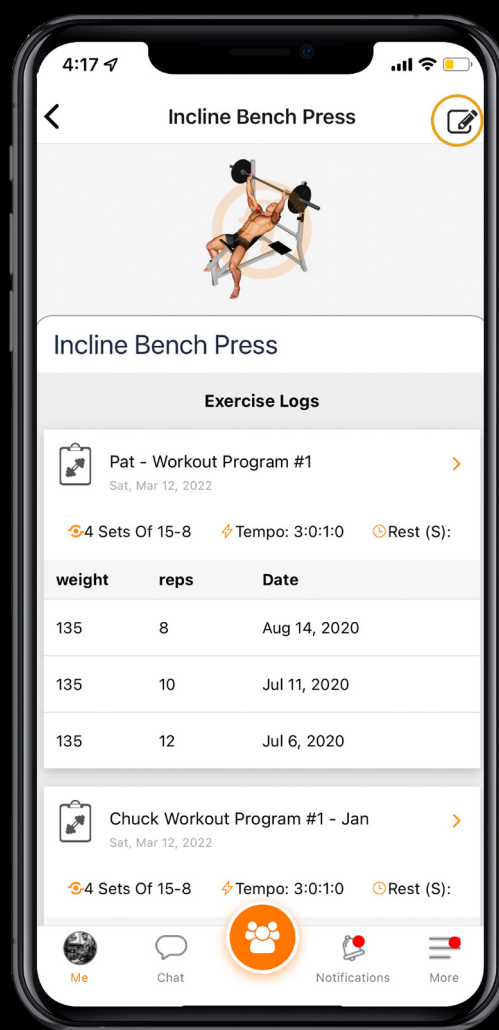 4:17
Incline Bench Press
Incline Bench Press
Exercise Logs
Pat - Workout Program #1
Sat, Mar 12, 2022
4 Sets Of 15-8 Tempo: 3:0:1:0 Rest (S):
weight reps Date
135 8 Aug 14, 2020
135 10 Jul 11, 2020
135 12 Jul 6, 2020
Chuck Workout Program #1 - Jan
Sat, Mar 12, 2022
4 Sets Of 15-8 Tempo: 3:0:1:0 Rest (S):
Me Chat Notifications More